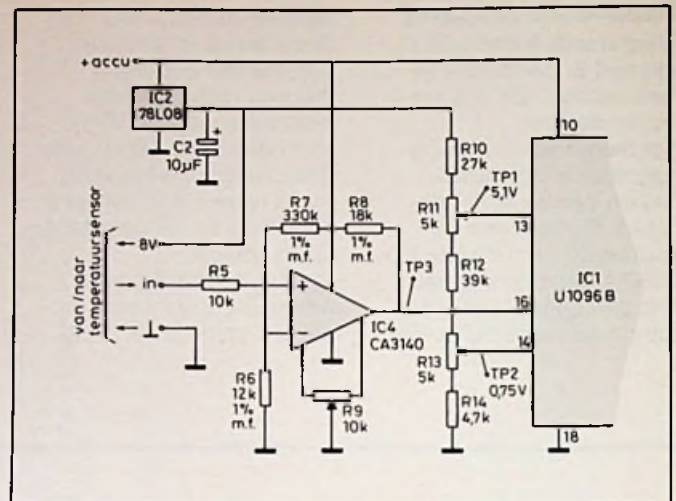 +accu
IC2
78L08
C2
10µF
+
8V
in
⊥
van/naar
temperatuursensor
R5
10k
R7
330k
1%
m.f.
R8
18k
1%
m.f.
TP3
+
−
IC4
CA3140
R6
12k
1%
m.f.
R9
10k
R10
27k
R11
5k
TP1
5,1V
R12
39k
R13
5k
TP2
0,75V
R14
4,7k
10
13
16
14
18
IC1
U1096B